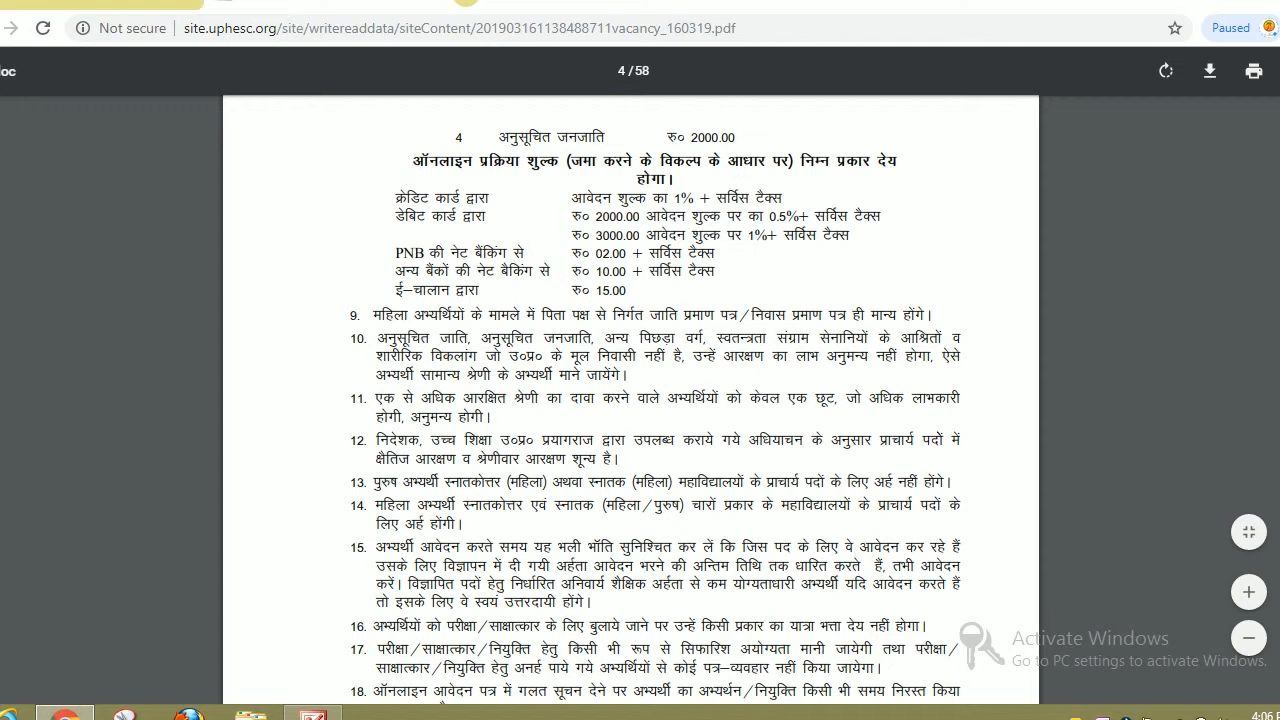 Not secure | site.uphesc.org/site/writereaddata/siteContent/201903161138488711vacancy_160319.pdf Paused
oc 4 / 58
4 अनुसूचित जनजाति रु० 2000.00
ऑनलाइन प्रक्रिया शुल्क (जमा करने के विकल्प के आधार पर) निम्न प्रकार देय
होगा।
क्रेडिट कार्ड द्वारा आवेदन शुल्क का 1% + सर्विस टैक्स
डेबिट कार्ड द्वारा रु० 2000.00 आवेदन शुल्क पर का 0.5%+ सर्विस टैक्स
रु० 3000.00 आवेदन शुल्क पर 1%+ सर्विस टैक्स
PNB की नेट बैंकिंग से रु० 02.00 + सर्विस टैक्स
अन्य बैंकों की नेट बैकिंग से रु० 10.00 + सर्विस टैक्स
ई–चालान द्वारा रु० 15.00
9. महिला अभ्यर्थियों के मामले में पिता पक्ष से निर्गत जाति प्रमाण पत्र/निवास प्रमाण पत्र ही मान्य होंगे।
10. अनुसूचित जाति, अनुसूचित जनजाति, अन्य पिछड़ा वर्ग, स्वतन्त्रता संग्राम सेनानियों के आश्रितों व
शारीरिक विकलांग जो उ०प्र० के मूल निवासी नहीं है, उन्हें आरक्षण का लाभ अनुमन्य नहीं होगा, ऐसे
अभ्यर्थी सामान्य श्रेणी के अभ्यर्थी माने जायेंगे।
11. एक से अधिक आरक्षित श्रेणी का दावा करने वाले अभ्यर्थियों को केवल एक छूट, जो अधिक लाभकारी
होगी, अनुमन्य होगी।
12. निदेशक, उच्च शिक्षा उ०प्र० प्रयागराज द्वारा उपलब्ध कराये गये अधियाचन के अनुसार प्राचार्य पदों में
क्षैतिज आरक्षण व श्रेणीवार आरक्षण शून्य है।
13. पुरुष अभ्यर्थी स्नातकोत्तर (महिला) अथवा स्नातक (महिला) महाविद्यालयों के प्राचार्य पदों के लिए अर्ह नहीं होंगे।
14. महिला अभ्यर्थी स्नातकोत्तर एवं स्नातक (महिला/पुरुष) चारों प्रकार के महाविद्यालयों के प्राचार्य पदों के
लिए अर्ह होंगी।
15. अभ्यर्थी आवेदन करते समय यह भली भॉति सुनिश्चित कर लें कि जिस पद के लिए वे आवेदन कर रहे हैं
उसके लिए विज्ञापन में दी गयी अर्हता आवेदन भरने की अन्तिम तिथि तक धारित करते हैं, तभी आवेदन
करें। विज्ञापित पदों हेतु निर्धारित अनिवार्य शैक्षिक अर्हता से कम योग्यताधारी अभ्यर्थी यदि आवेदन करते हैं
तो इसके लिए वे स्वयं उत्तरदायी होंगे।
16. अभ्यर्थियों को परीक्षा/साक्षात्कार के लिए बुलाये जाने पर उन्हें किसी प्रकार का यात्रा भत्ता देय नहीं होगा।
17. परीक्षा/साक्षात्कार/नियुक्ति हेतु किसी भी रूप से सिफारिश अयोग्यता मानी जायेगी तथा परीक्षा/
साक्षात्कार/नियुक्ति हेतु अनर्ह पाये गये अभ्यर्थियों से कोई पत्र–व्यवहार नहीं किया जायेगा।
18. ऑनलाइन आवेदन पत्र में गलत सूचन देने पर अभ्यर्थी का अभ्यर्थन/नियुक्ति किसी भी समय निरस्त किया
Activate Windows
Go to PC settings to activate Windows.
4:06